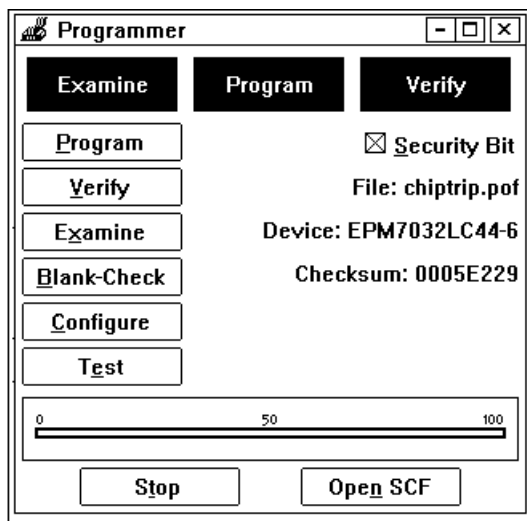 Programmer
Examine Program Verify
Program
Security Bit
Verify
File: chiptrip.pof
Examine
Device: EPM7032LC44-6
Blank-Check
Checksum: 0005E229
Configure
Test
0 50 100
Stop Open SCF